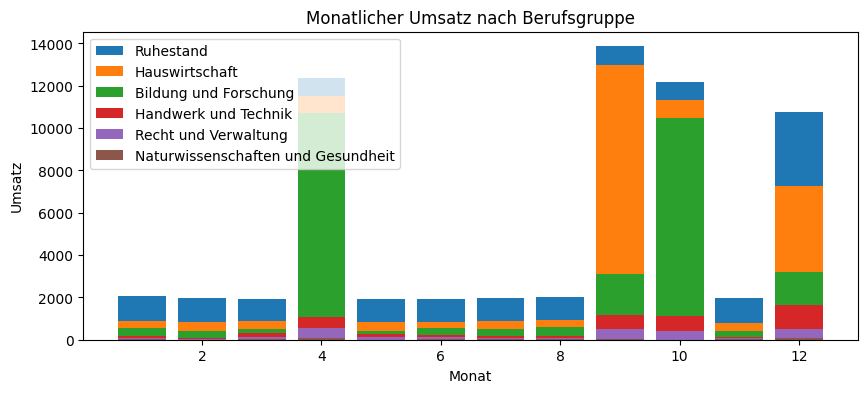 Monatlicher Umsatz nach Berufsgruppe
Ruhestand
Hauswirtschaft
Bildung und Forschung
Handwerk und Technik
Recht und Verwaltung
Naturwissenschaften und Gesundheit
Umsatz
14000
12000
10000
8000
6000
4000
2000
0
2 4 6 8 10 12
Monat